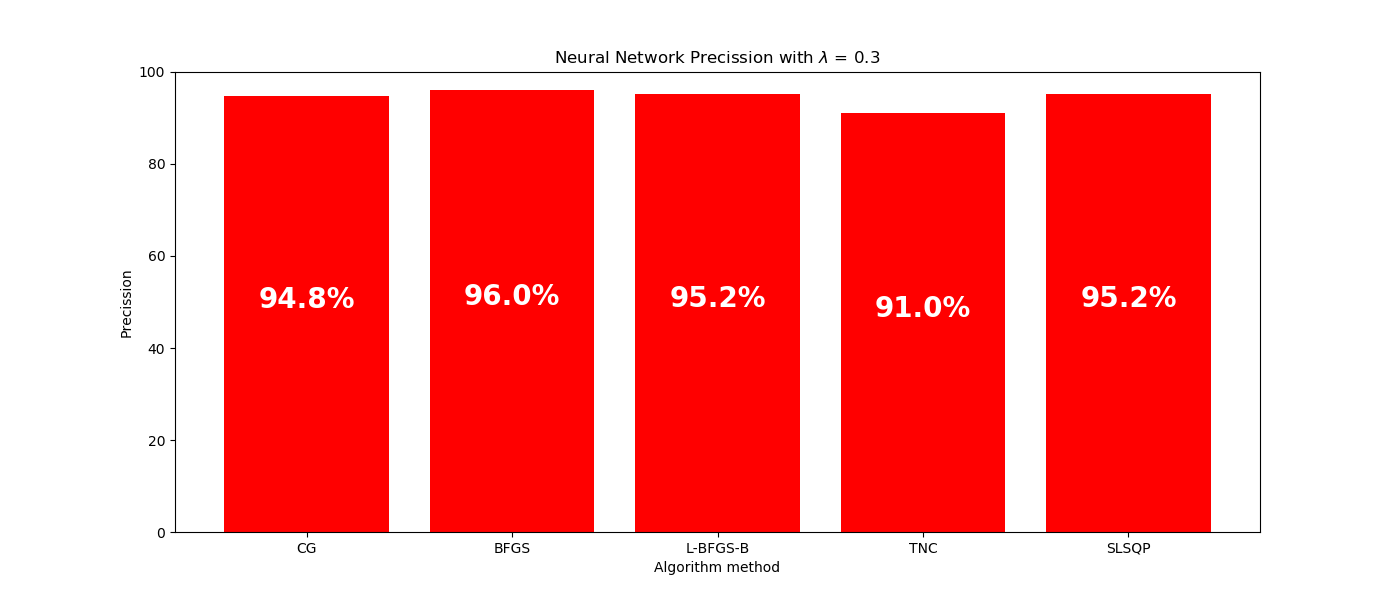 Neural Network Precission with λ = 0.3
100
80
60
40
20
0
Precission
94.8%
96.0%
95.2%
91.0%
95.2%
CG
BFGS
L-BFGS-B
TNC
SLSQP
Algorithm method